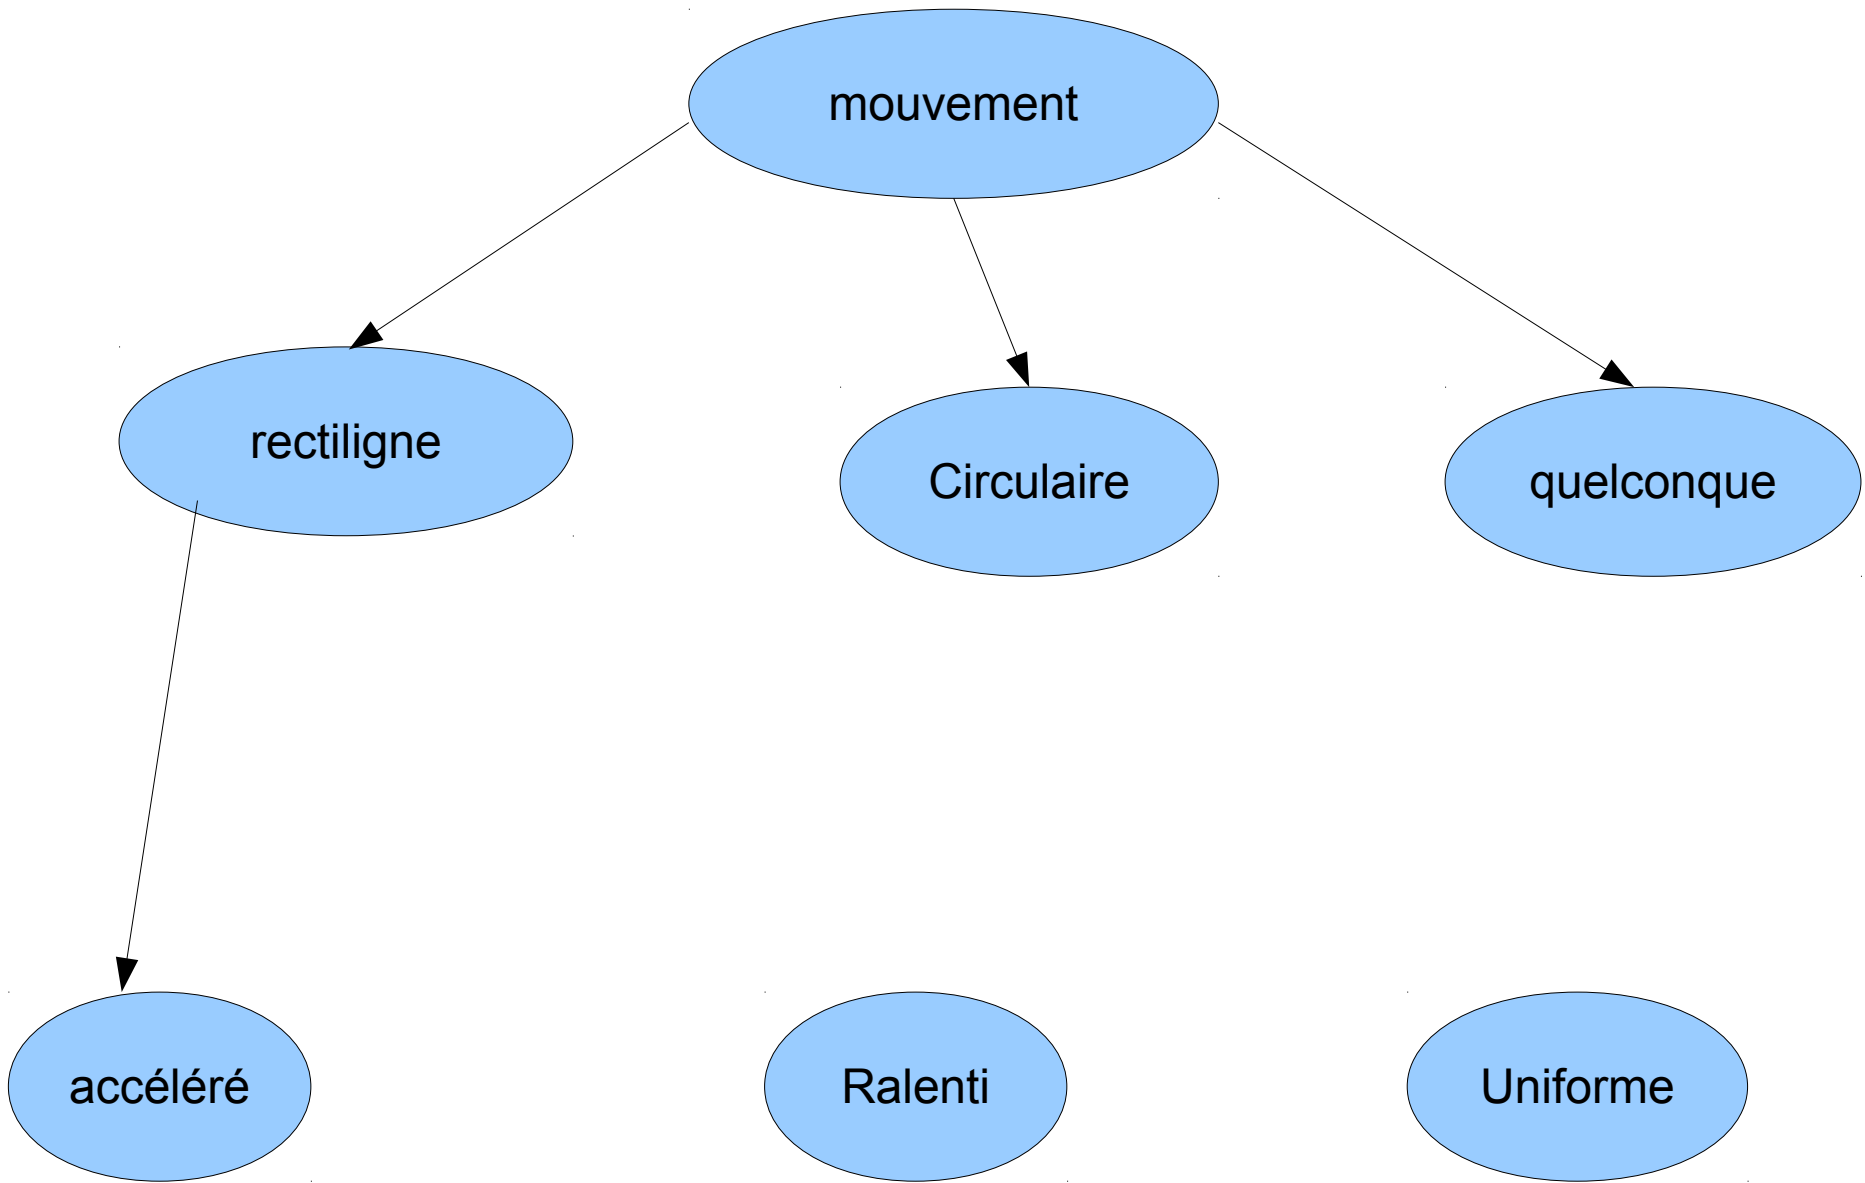 mouvement
rectiligne
Circulaire
quelconque
accéléré
Ralenti
Uniforme